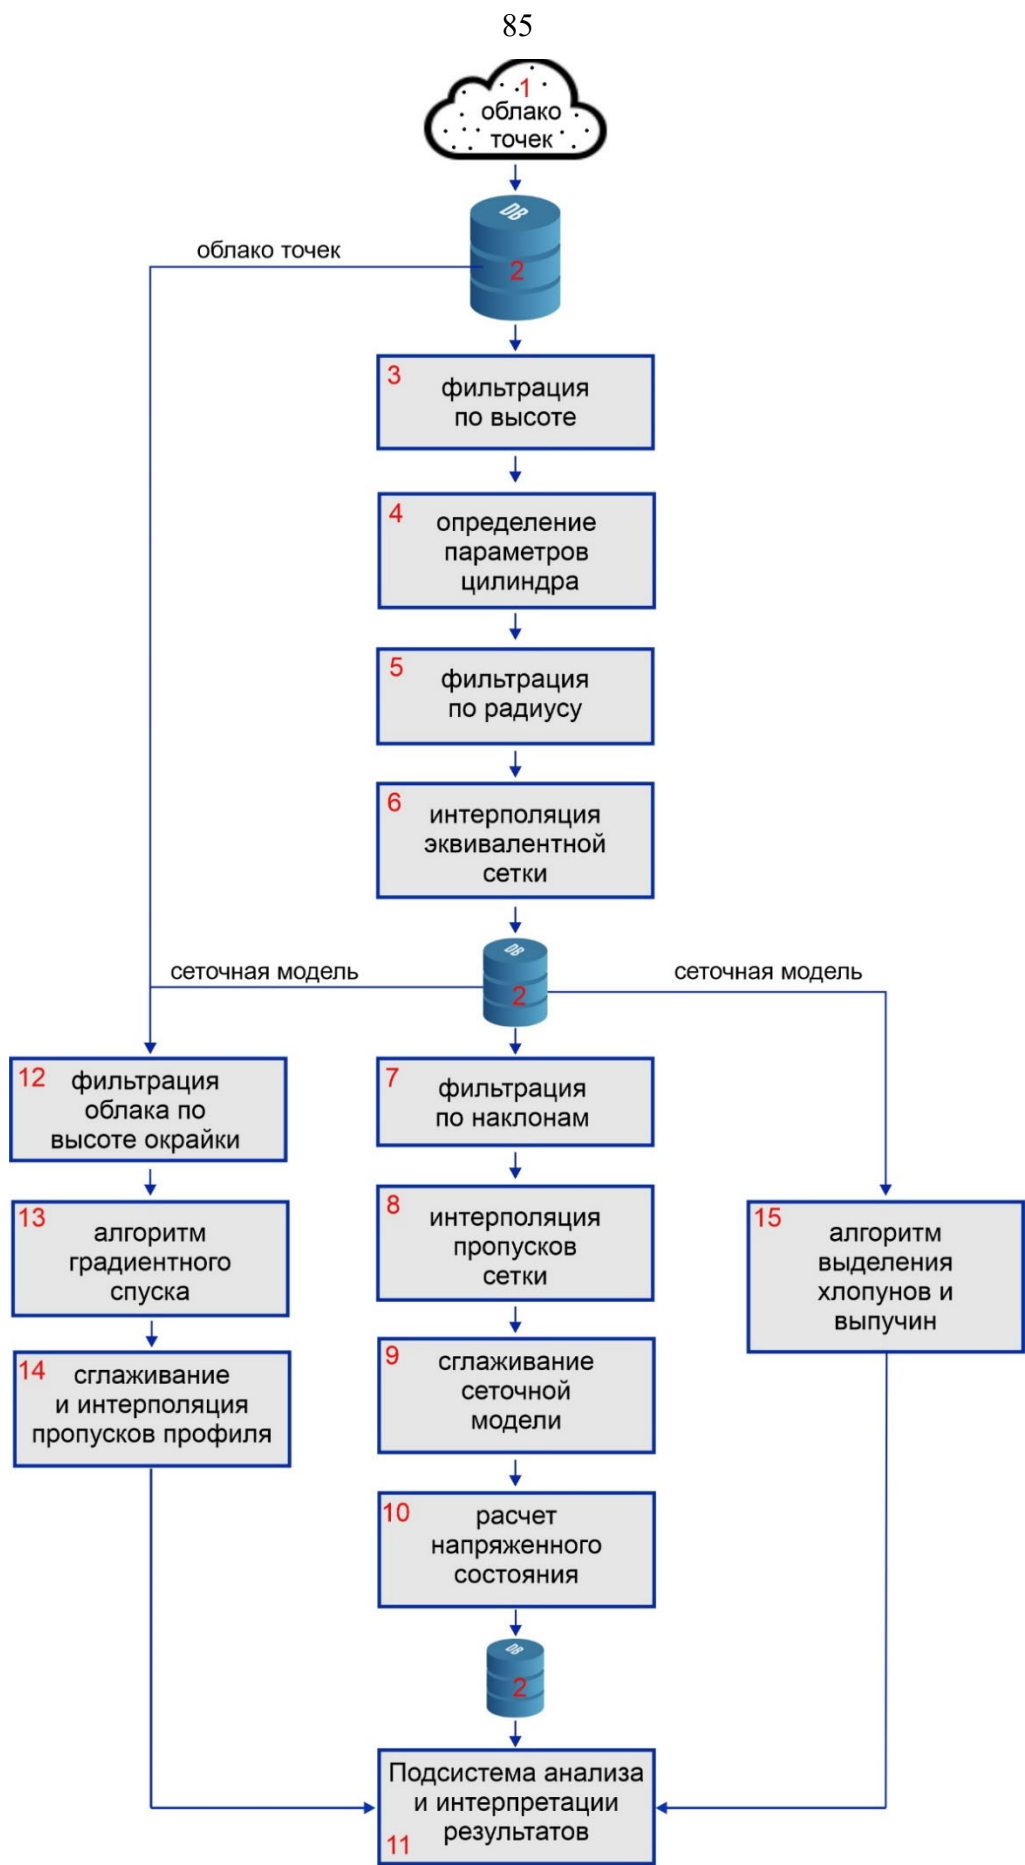 85
1
облако
точек
DB
2
облако точек
3
фильтрация
по высоте
4
определение
параметров
цилиндра
5
фильтрация
по радиусу
6
интерполяция
эквивалентной
сетки
DB
2
сеточная модель
сеточная модель
12
фильтрация
облака по
высоте окрайки
13
алгоритм
градиентного
спуска
14
сглаживание
и интерполяция
пропусков профиля
7
фильтрация
по наклонам
8
интерполяция
пропусков
сетки
9
сглаживание
сеточной
модели
10
расчет
напряженного
состояния
DB
2
15
алгоритм
выделения
хлопунов и
выпучин
Подсистема анализа
и интерпретации
результатов
11